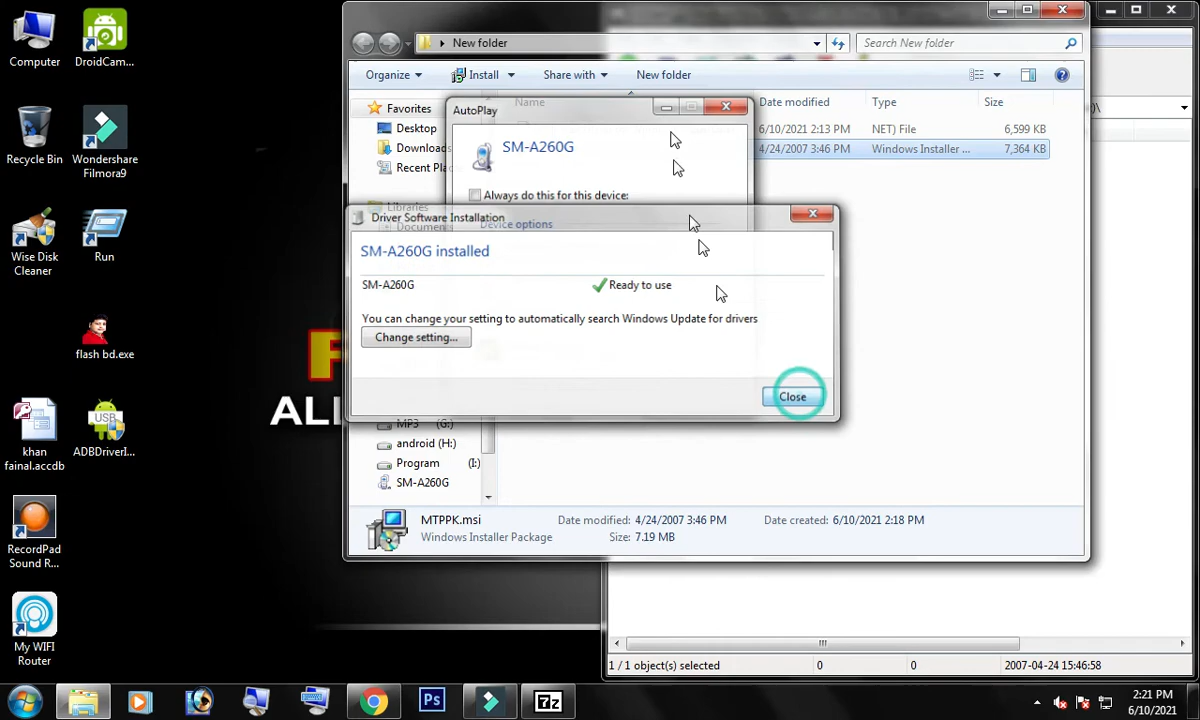 Computer
DroidCam...
Recycle Bin
Wondershare
Filmora9
Wise Disk
Cleaner
Run
flash bd.exe
khan
fainal.accdb
ADBDriverI...
RecordPad
Sound R...
My WIFI
Router
ALL
New folder
Search New folder
Organize
Install
Share with
New folder
Favorites
Desktop
Downloads
Recent Pla
Libraries
Documen
Name
Date modified
Type
Size
6/10/2021 2:13 PM
NET) File
6,599 KB
4/24/2007 3:46 PM
Windows Installer ...
7,364 KB
AutoPlay
SM-A260G
Always do this for this device:
Device options
Driver Software Installation
SM-A260G installed
SM-A260G
Ready to use
You can change your setting to automatically search Windows Update for drivers
Change setting...
Close
MP3 (G:)
android (H:)
Program (I:)
SM-A260G
MTPPK.msi
Date modified: 4/24/2007 3:46 PM
Date created: 6/10/2021 2:18 PM
Windows Installer Package
Size: 7.19 MB
1 / 1 object(s) selected
0
0
2007-04-24 15:46:58
Ps
7z
2:21 PM
6/10/2021